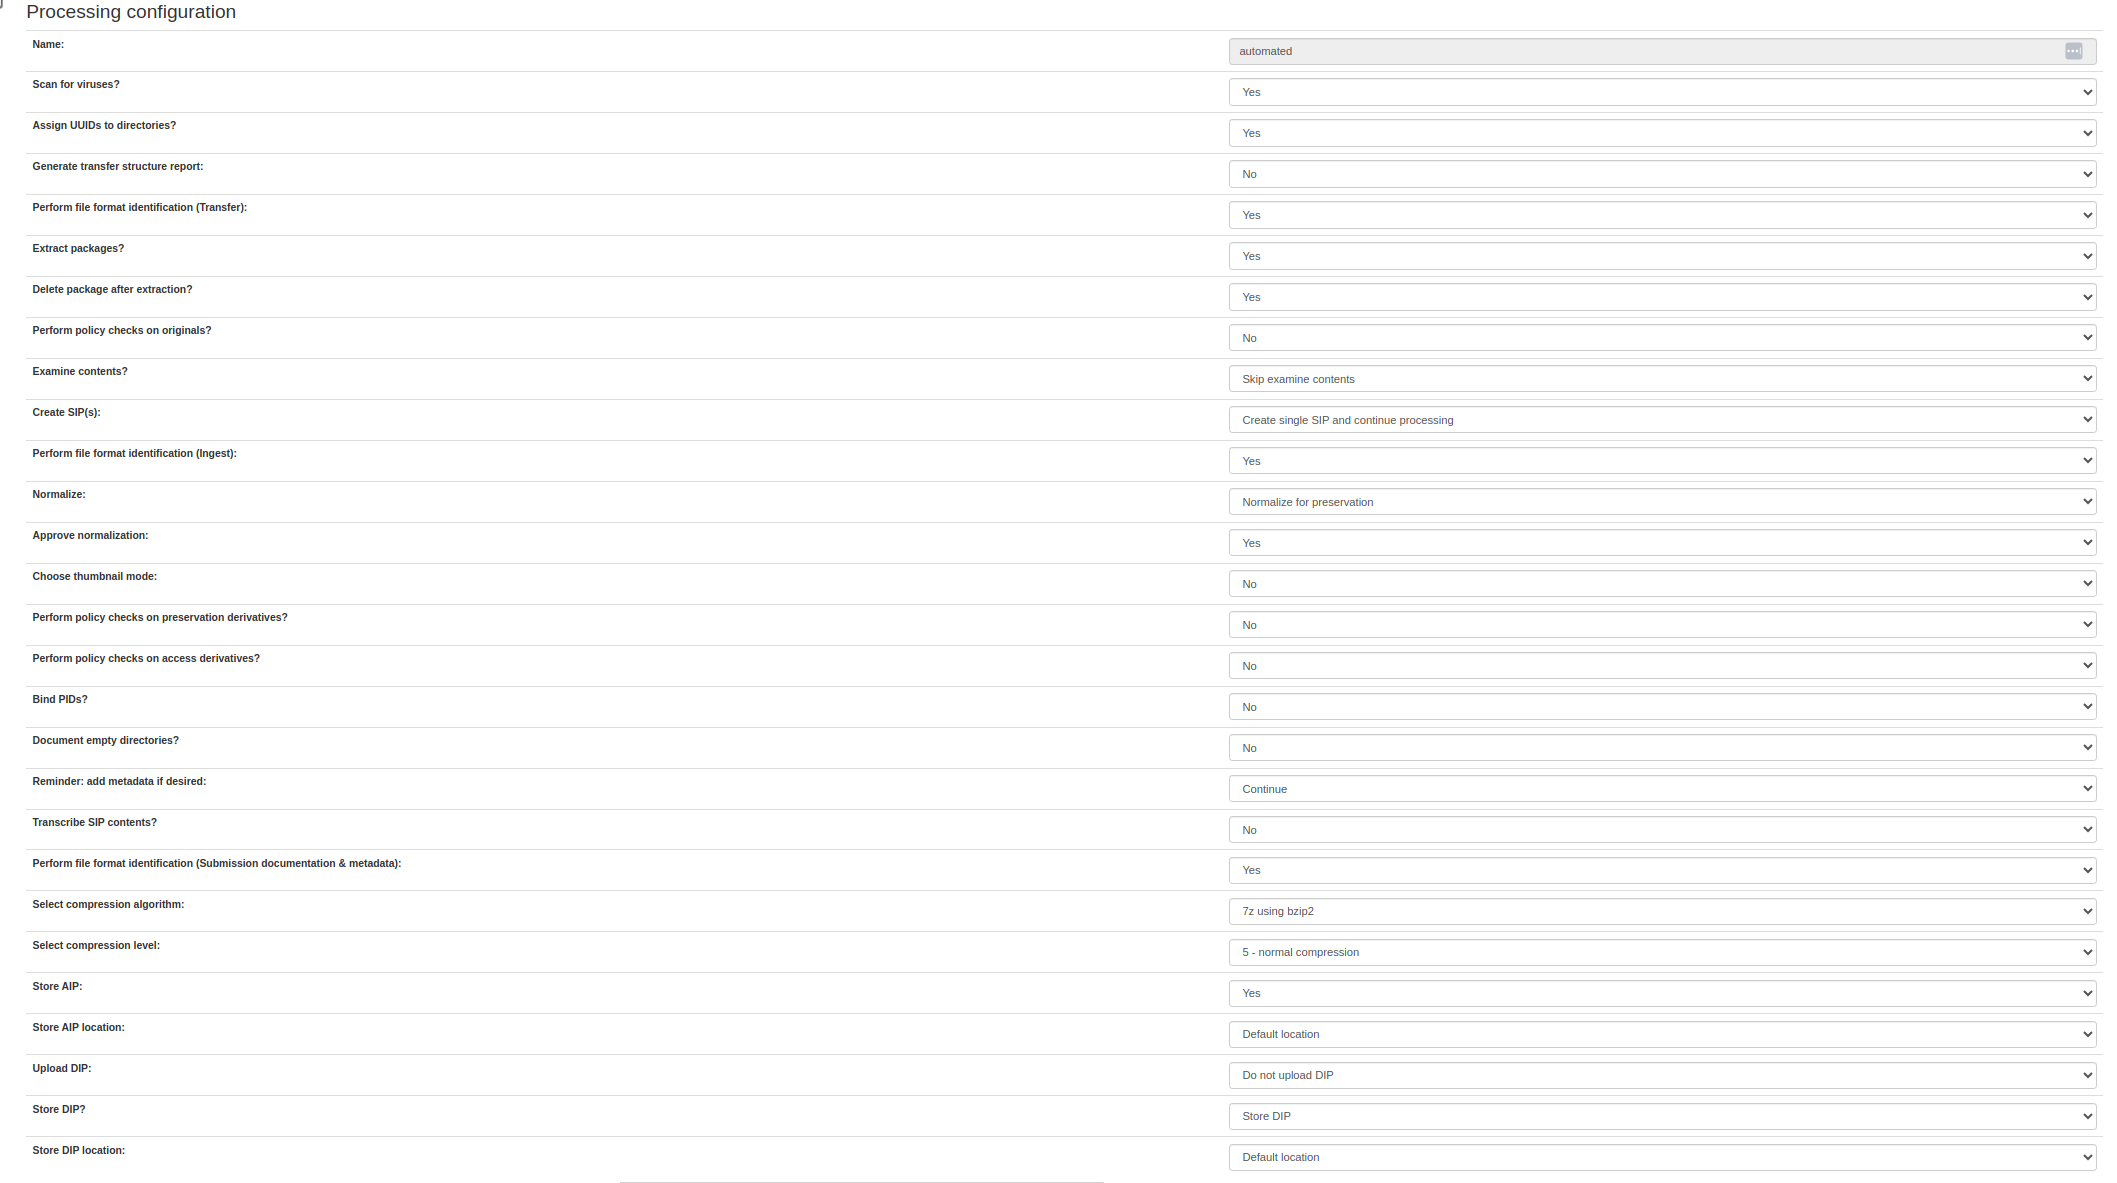 Processing configuration
Name: automated
Scan for viruses? Yes
Assign UUIDs to directories? Yes
Generate transfer structure report: No
Perform file format identification (Transfer): Yes
Extract packages? Yes
Delete package after extraction? Yes
Perform policy checks on originals? No
Examine contents? Skip examine contents
Create SIP(s): Create single SIP and continue processing
Perform file format identification (Ingest): Yes
Normalize: Normalize for preservation
Approve normalization: Yes
Choose thumbnail mode: No
Perform policy checks on preservation derivatives? No
Perform policy checks on access derivatives? No
Bind PIDs? No
Document empty directories? No
Reminder: add metadata if desired: Continue
Transcribe SIP contents? No
Perform file format identification (Submission documentation & metadata): Yes
Select compression algorithm: 7z using bzip2
Select compression level: 5 - normal compression
Store AIP: Yes
Store AIP location: Default location
Upload DIP: Do not upload DIP
Store DIP? Store DIP
Store DIP location: Default location